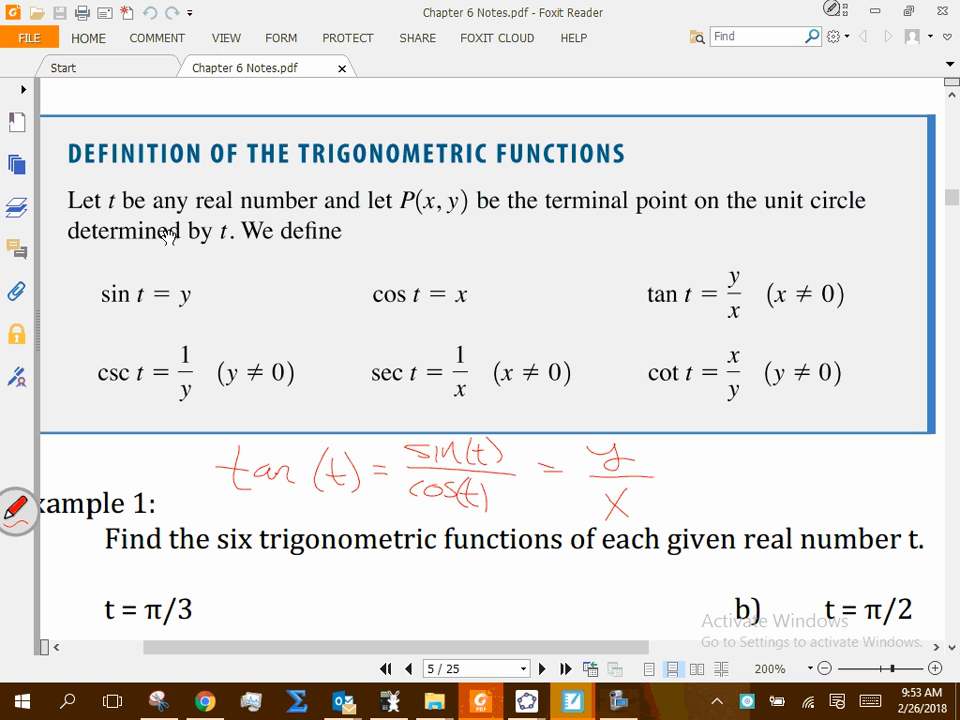 Chapter 6 Notes.pdf - Foxit Reader
FILE HOME COMMENT VIEW FORM PROTECT SHARE FOXIT CLOUD HELP Find
Start Chapter 6 Notes.pdf
DEFINITION OF THE TRIGONOMETRIC FUNCTIONS
Let t be any real number and let P(x, y) be the terminal point on the unit circle
determined by t. We define
sin t = y cos t = x tan t = y/x (x ≠ 0)
csc t = 1/y (y ≠ 0) sec t = 1/x (x ≠ 0) cot t = x/y (y ≠ 0)
tan (t) = sin(t)/cos(t) = y/x
xample 1:
Find the six trigonometric functions of each given real number t.
t = π/3 b) t = π/2
Activate Windows
Go to Settings to activate Windows.
5 / 25 200%
9:53 AM
2/26/2018